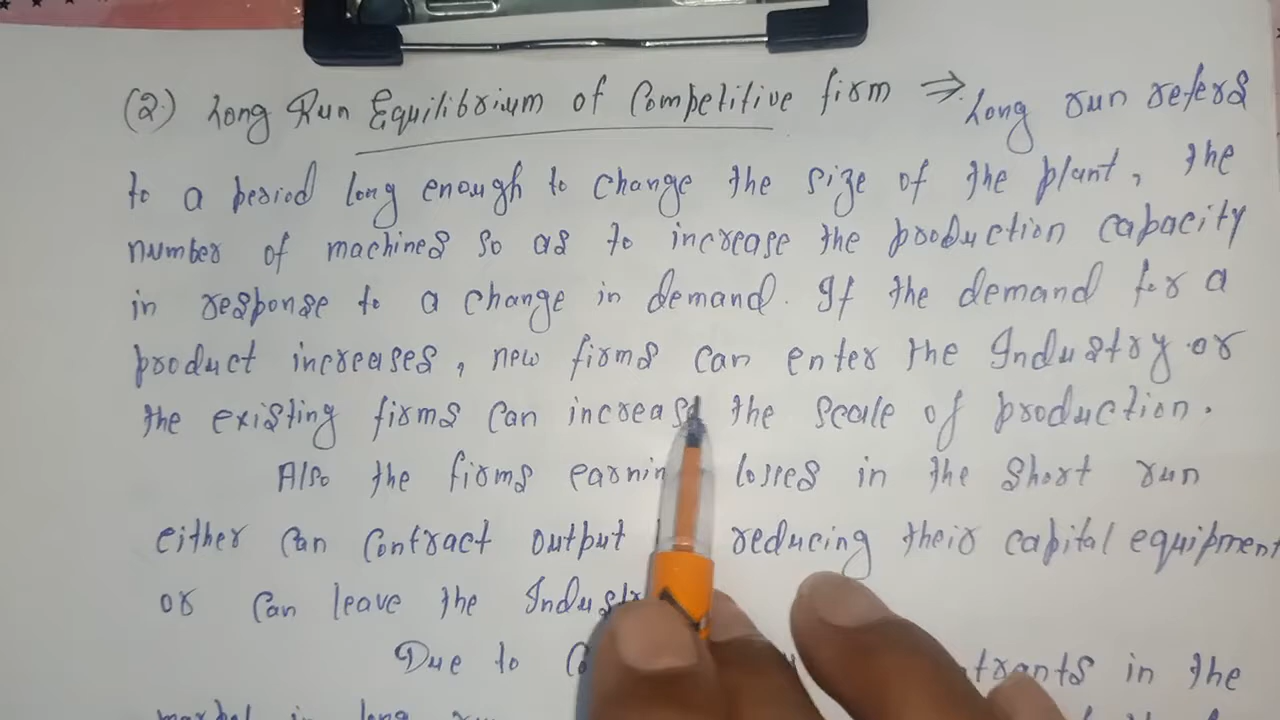 (2.) Long Run Equilibrium of Competitive firm ⇒ Long run refers
to a period long enough to change the size of the plant, the
number of machines so as to increase the production capacity
in response to a change in demand. If the demand for a
product increases, new firms can enter the Industry or
the existing firms can increase the scale of production.
Also the firms losses in the short run
either can contract output reducing their capital equipment
or can leave the
Due to in the
in long